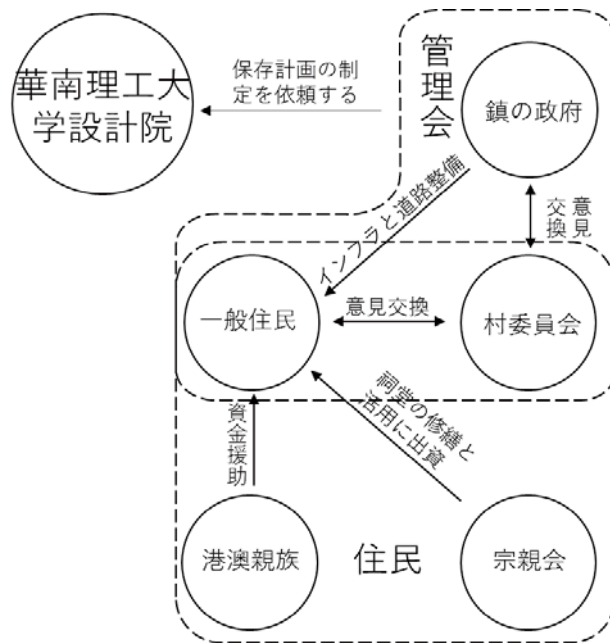 華南理工大
学設計院
保存計画の制
定を依頼する
管理会
鎮の政府
インフラと道路整備
意見
交換
一般住民
意見交換
村委員会
資金援助
祠堂の修繕と
活用に出資
港澳親族
住民
宗親会